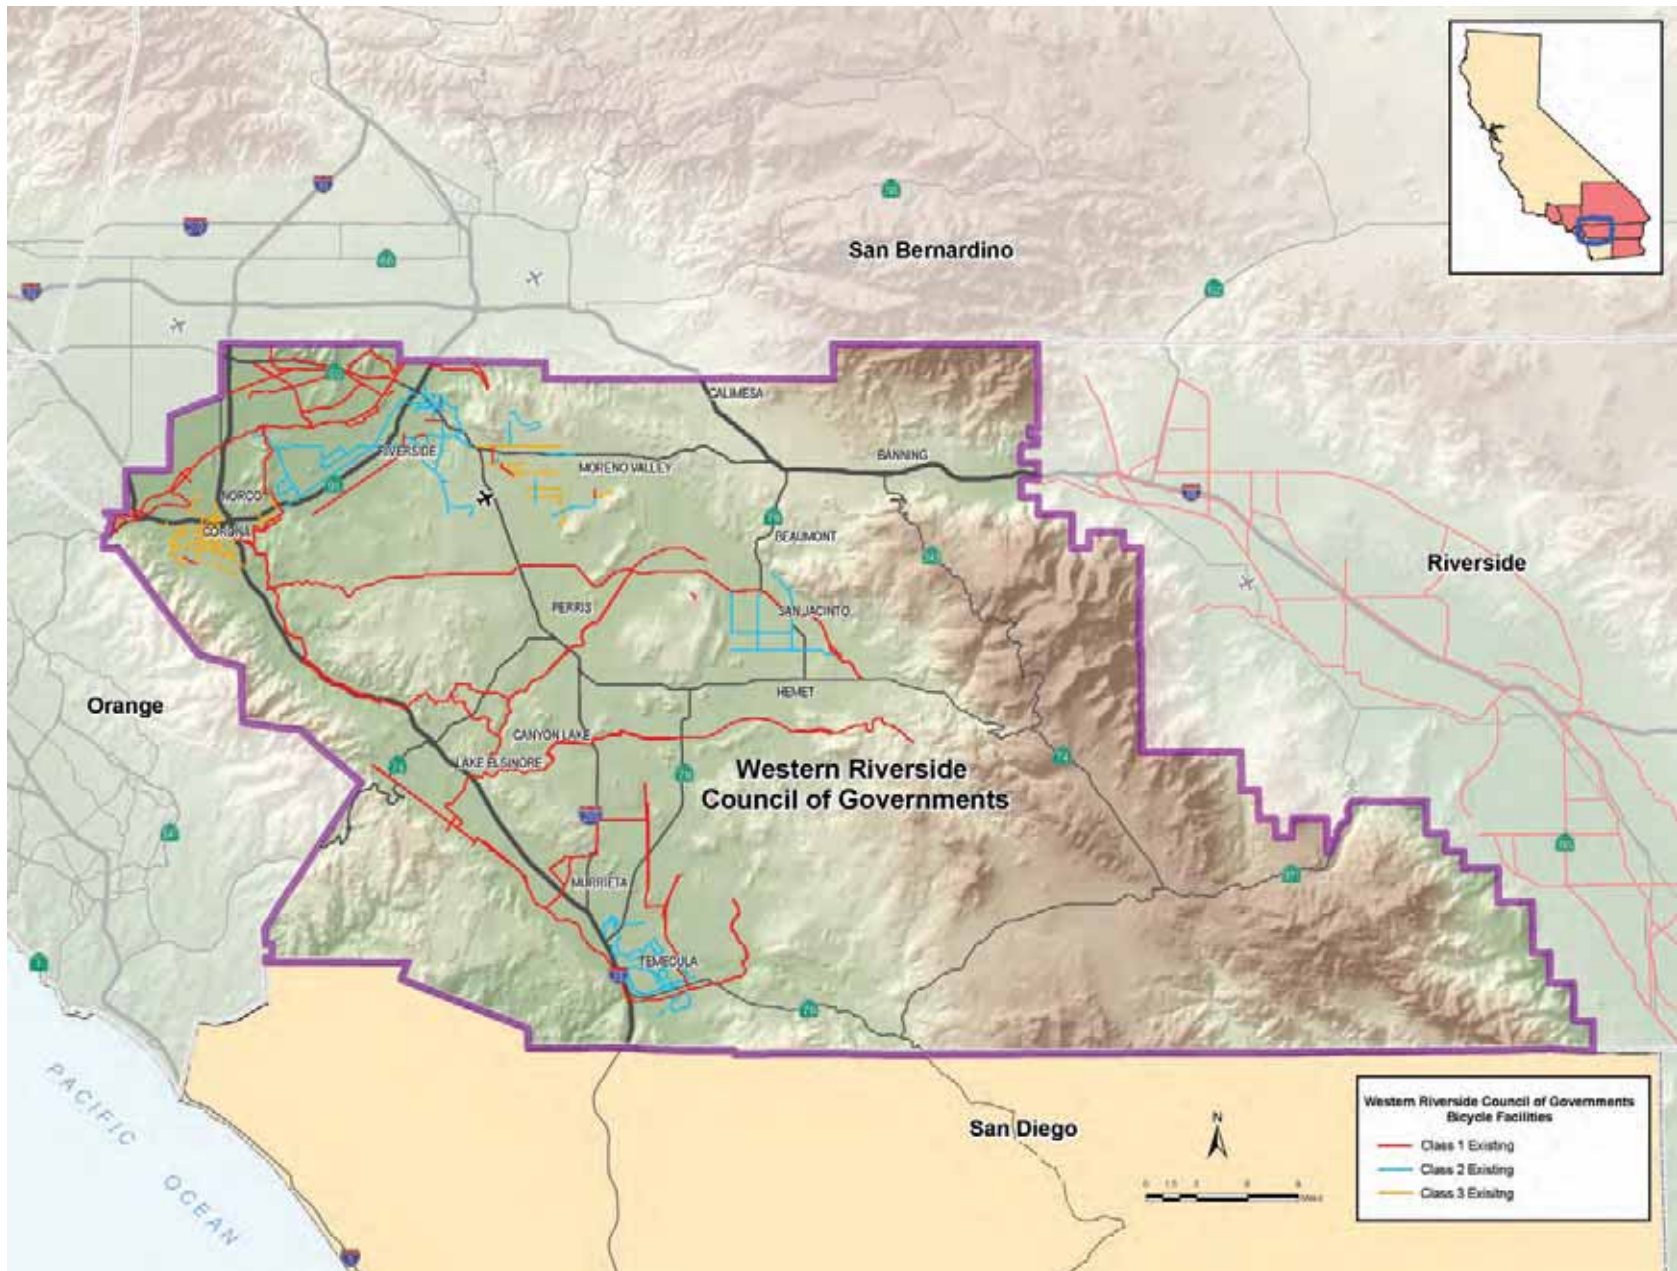 San Bernardino
CALIMESA
RIVERSIDE
MORENO VALLEY
BANNING
NORCO
CORONA
BEAUMONT
Riverside
PERRIS
SAN JACINTO
HEMET
Orange
CANYON LAKE
LAKE ELSINORE
Western Riverside
Council of Governments
MURRIETA
TEMECULA
PACIFIC
OCEAN
San Diego
N
Western Riverside Council of Governments
Bicycle Facilities
Class 1 Existing
Class 2 Existing
Class 3 Exisitng